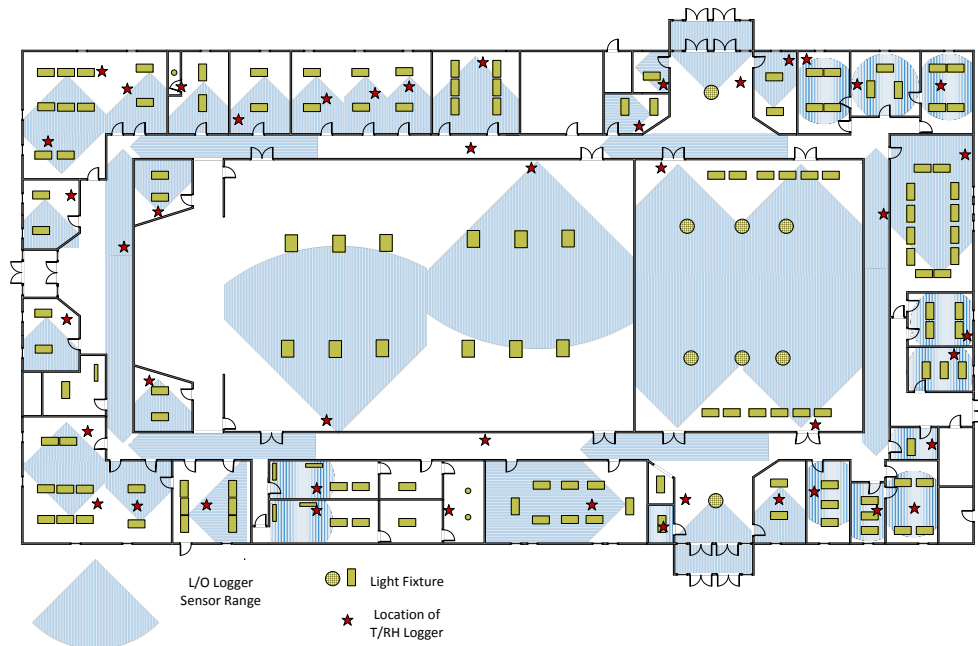 L/O Logger
Sensor Range
Light Fixture
Location of
T/RH Logger